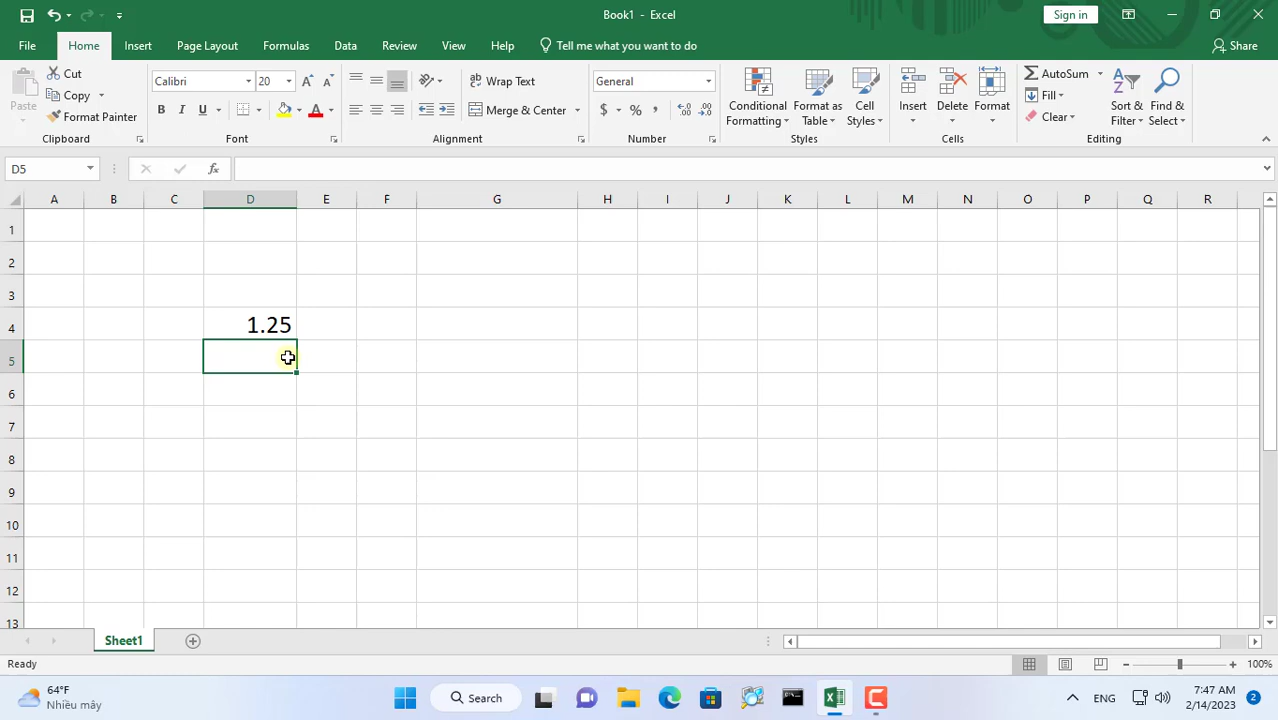 Book1 - Excel
Sign in
File Home Insert Page Layout Formulas Data Review View Help Tell me what you want to do Share
Paste
Cut
Copy
Format Painter
Calibri 20
B I U A
ab Wrap Text
Merge & Center
General
$ % ,
Conditional Formatting
Format as Table
Cell Styles
Insert
Delete
Format
AutoSum
Fill
Clear
Sort & Filter
Find & Select
Clipboard Font Alignment Number Styles Cells Editing
D5 fx
A B C D E F G H I J K L M N O P Q R
1
2
3
4 1.25
5
6
7
8
9
10
11
12
13
Sheet1
Ready 100%
64°F
Nhiều mây
Search
ENG
7:47 AM
2/14/2023
2